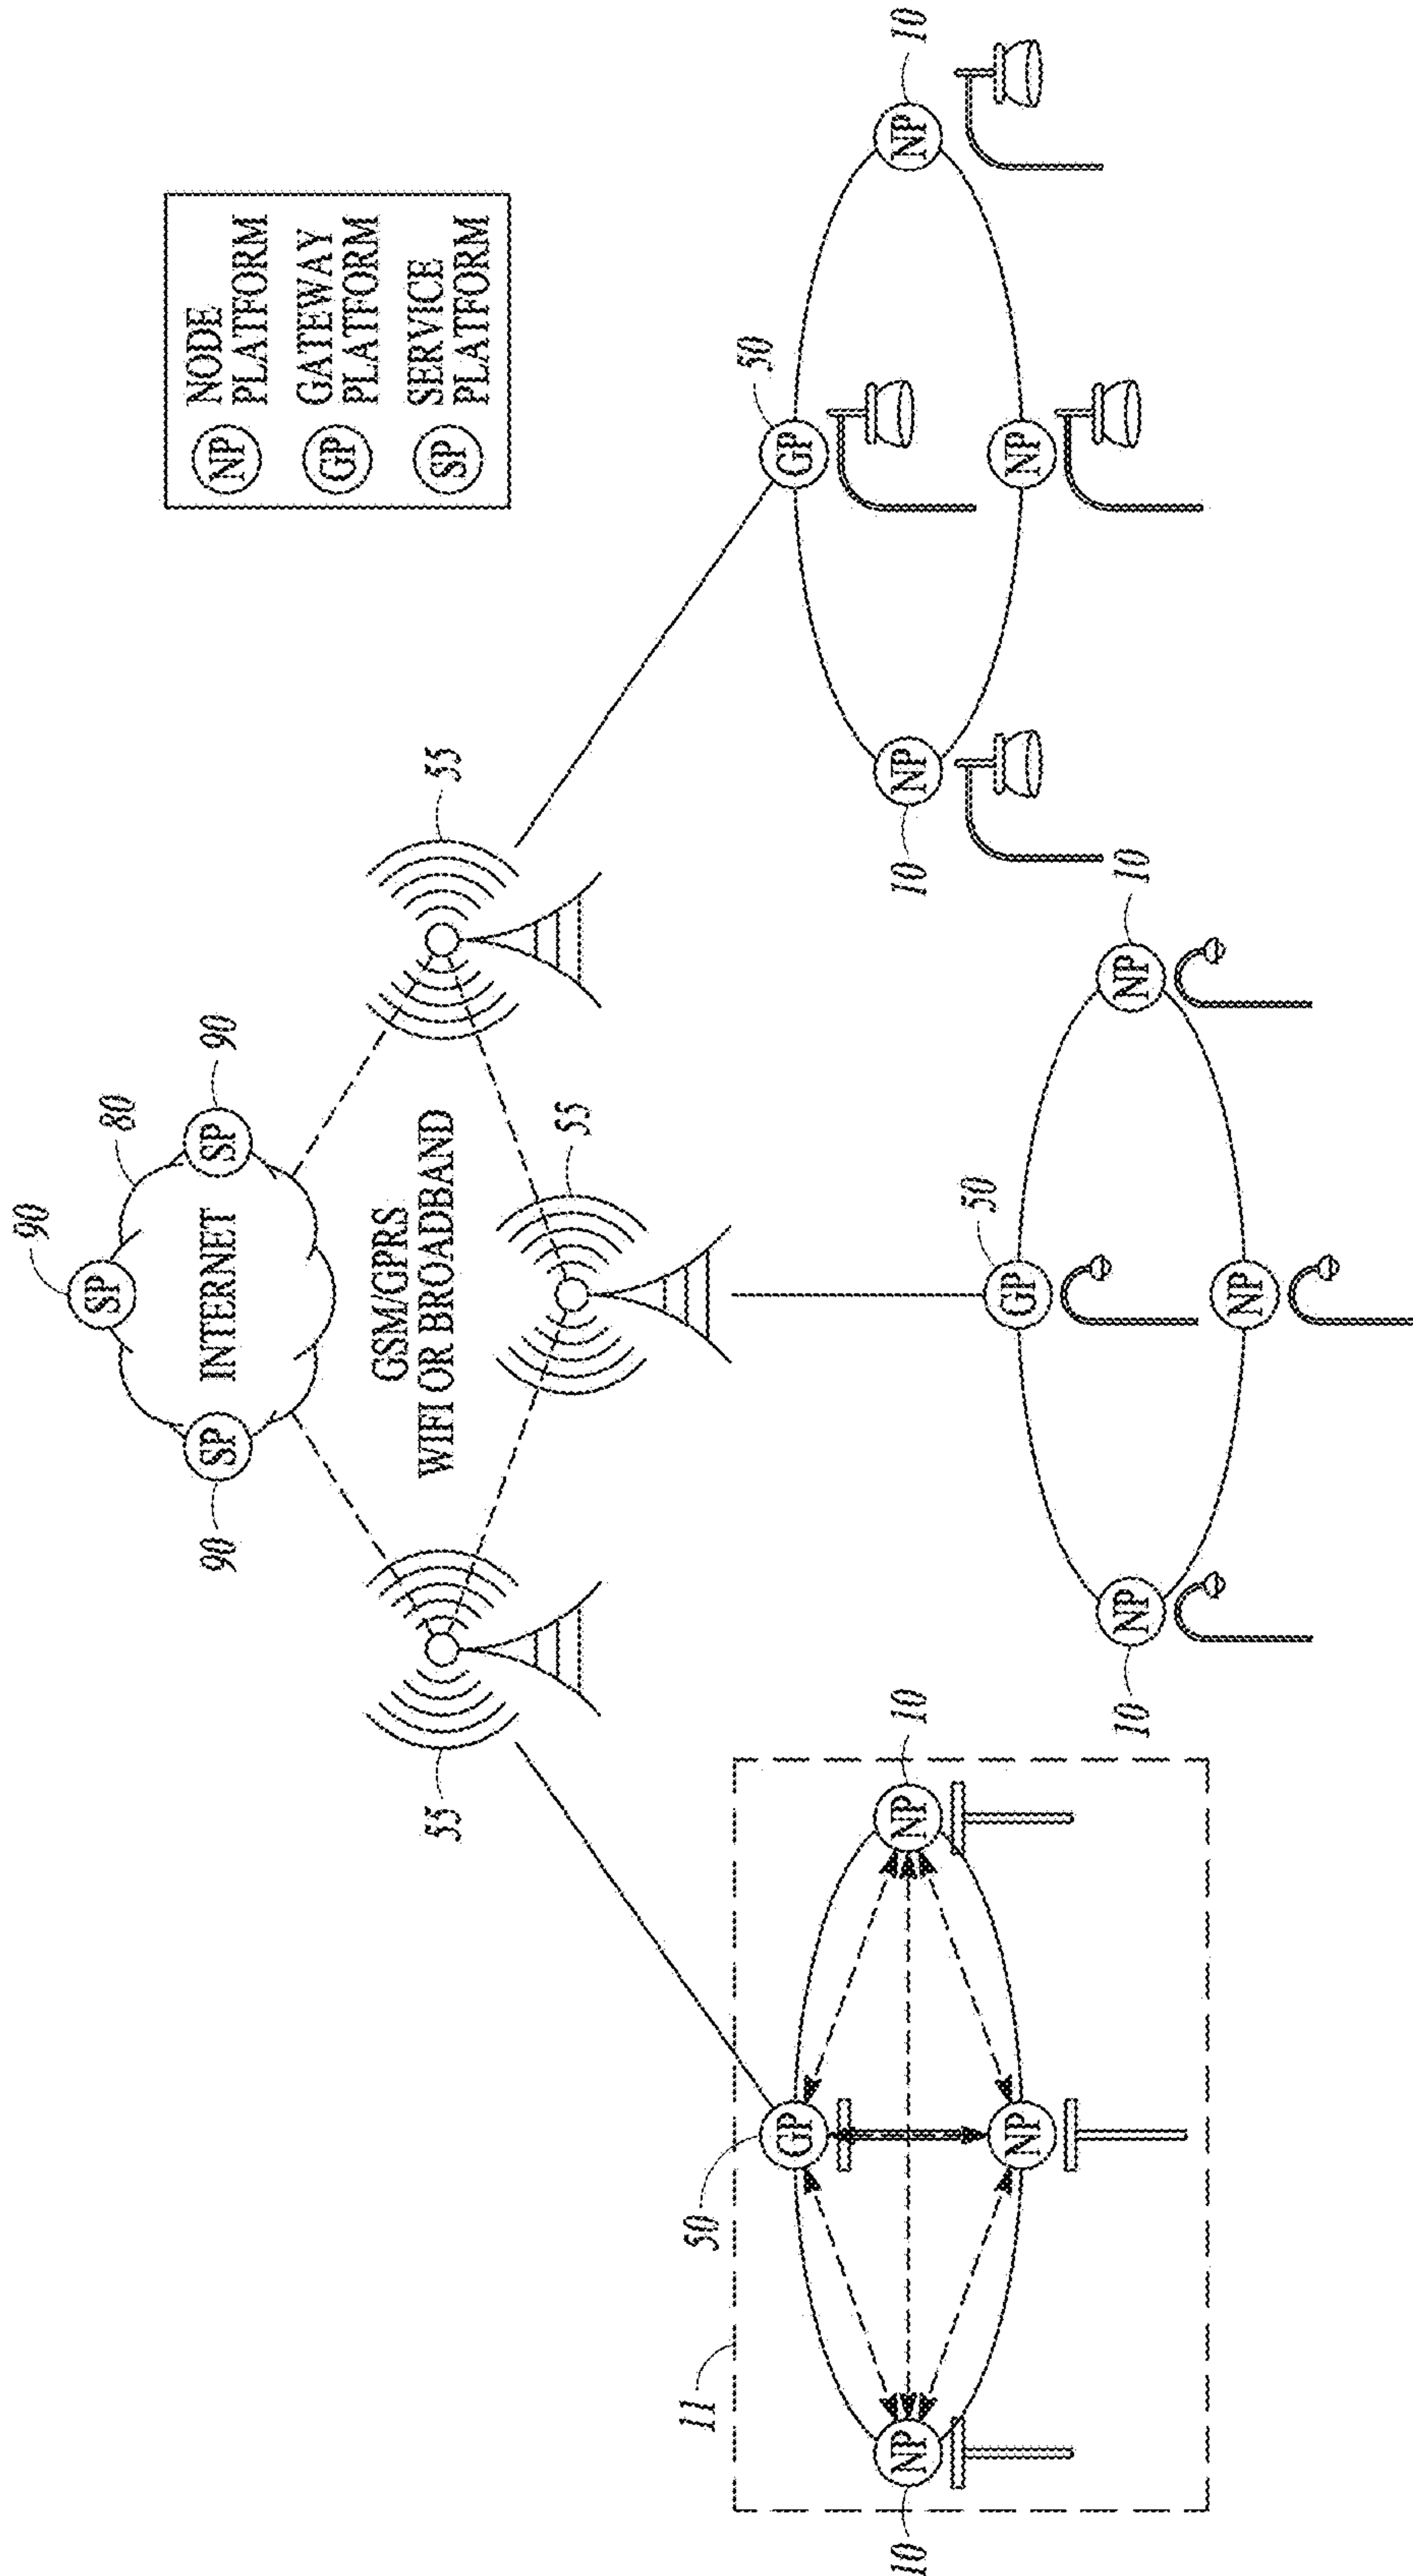 90
SP
80
90 SP INTERNET SP 90
GSM/GPRS
WIFI OR BROADBAND
NP NODE
PLATFORM
GP GATEWAY
PLATFORM
SP SERVICE
PLATFORM
55
55
55
11
50
GP
10 NP
NP 10
NP
50
GP
10 NP
NP 10
NP
50
GP
10 NP
NP 10
NP